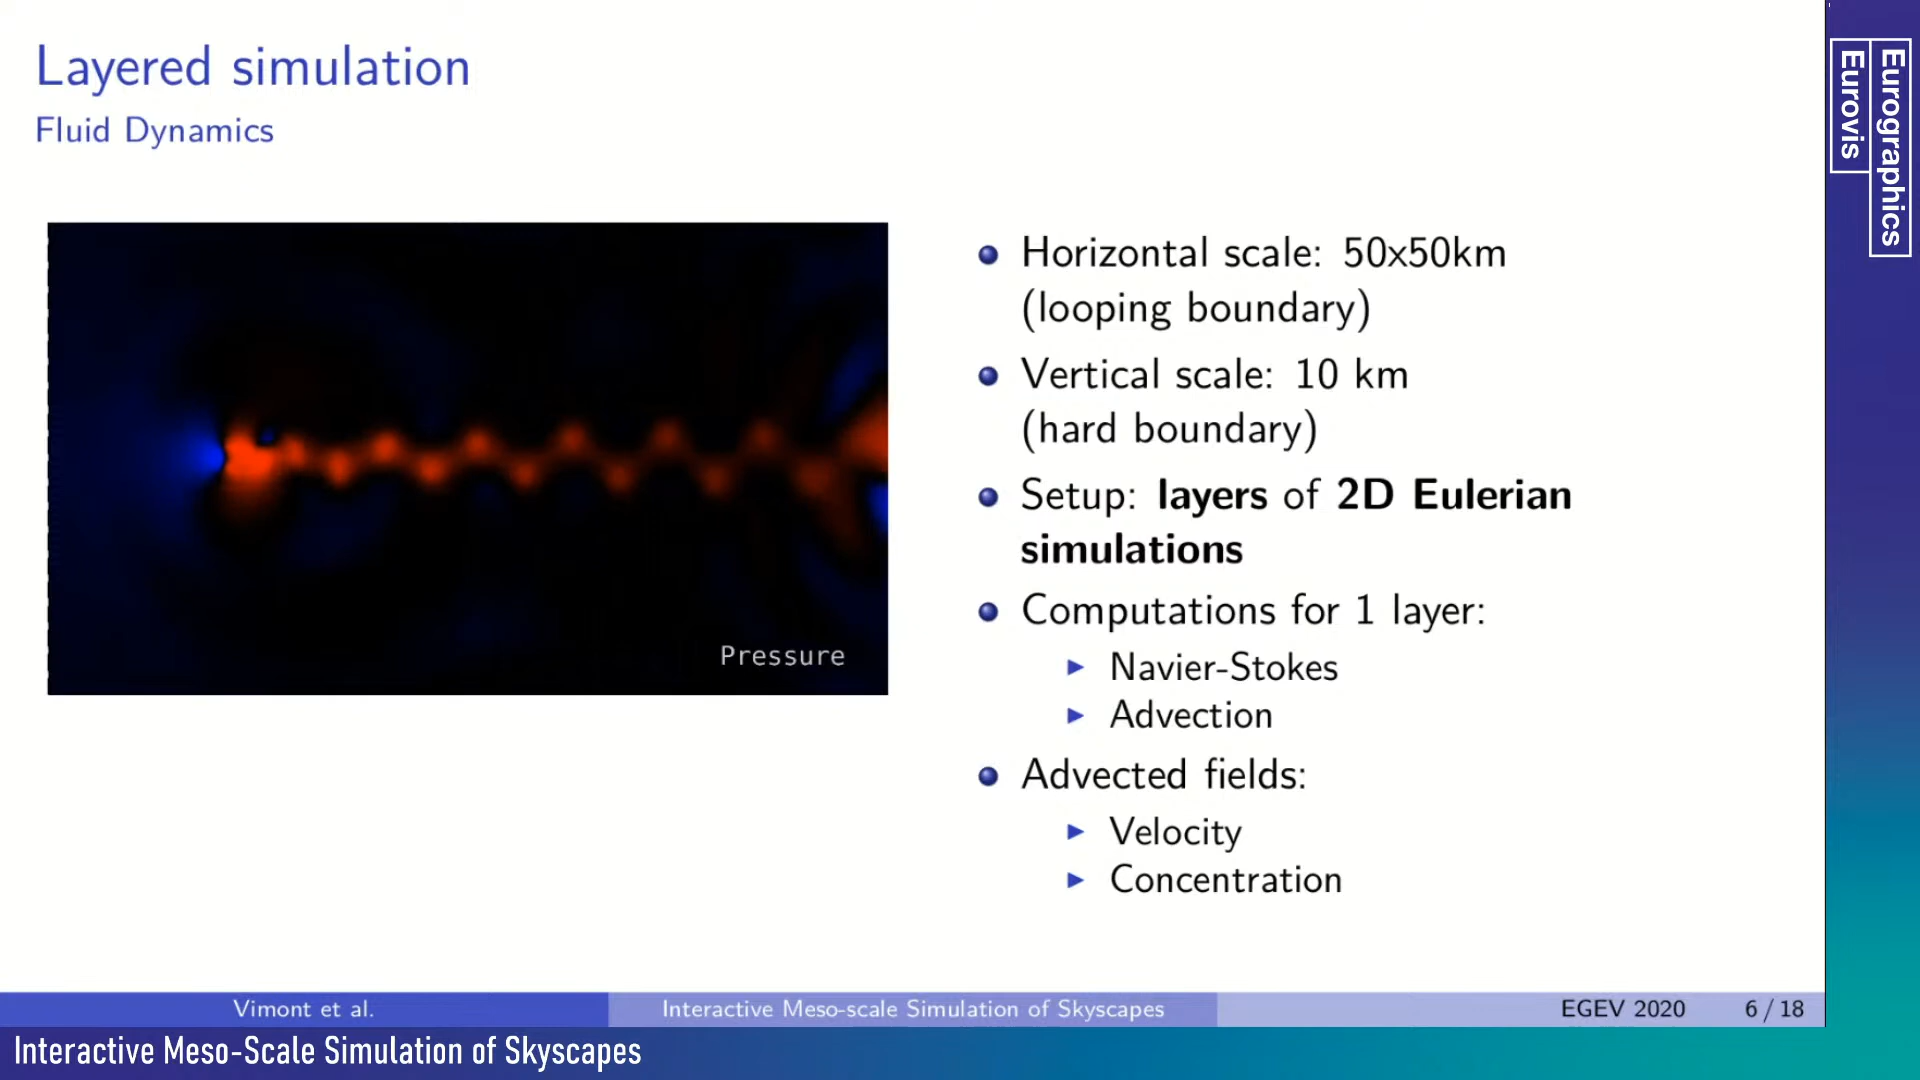 Layered simulation
Fluid Dynamics
Pressure
Horizontal scale: 50x50km
(looping boundary)
Vertical scale: 10 km
(hard boundary)
Setup: layers of 2D Eulerian
simulations
Computations for 1 layer:
Navier-Stokes
Advection
Advected fields:
Velocity
Concentration
Eurographics
Eurovis
Vimont et al.
Interactive Meso-scale Simulation of Skyscapes
EGEV 2020
6 / 18
Interactive Meso-Scale Simulation of Skyscapes